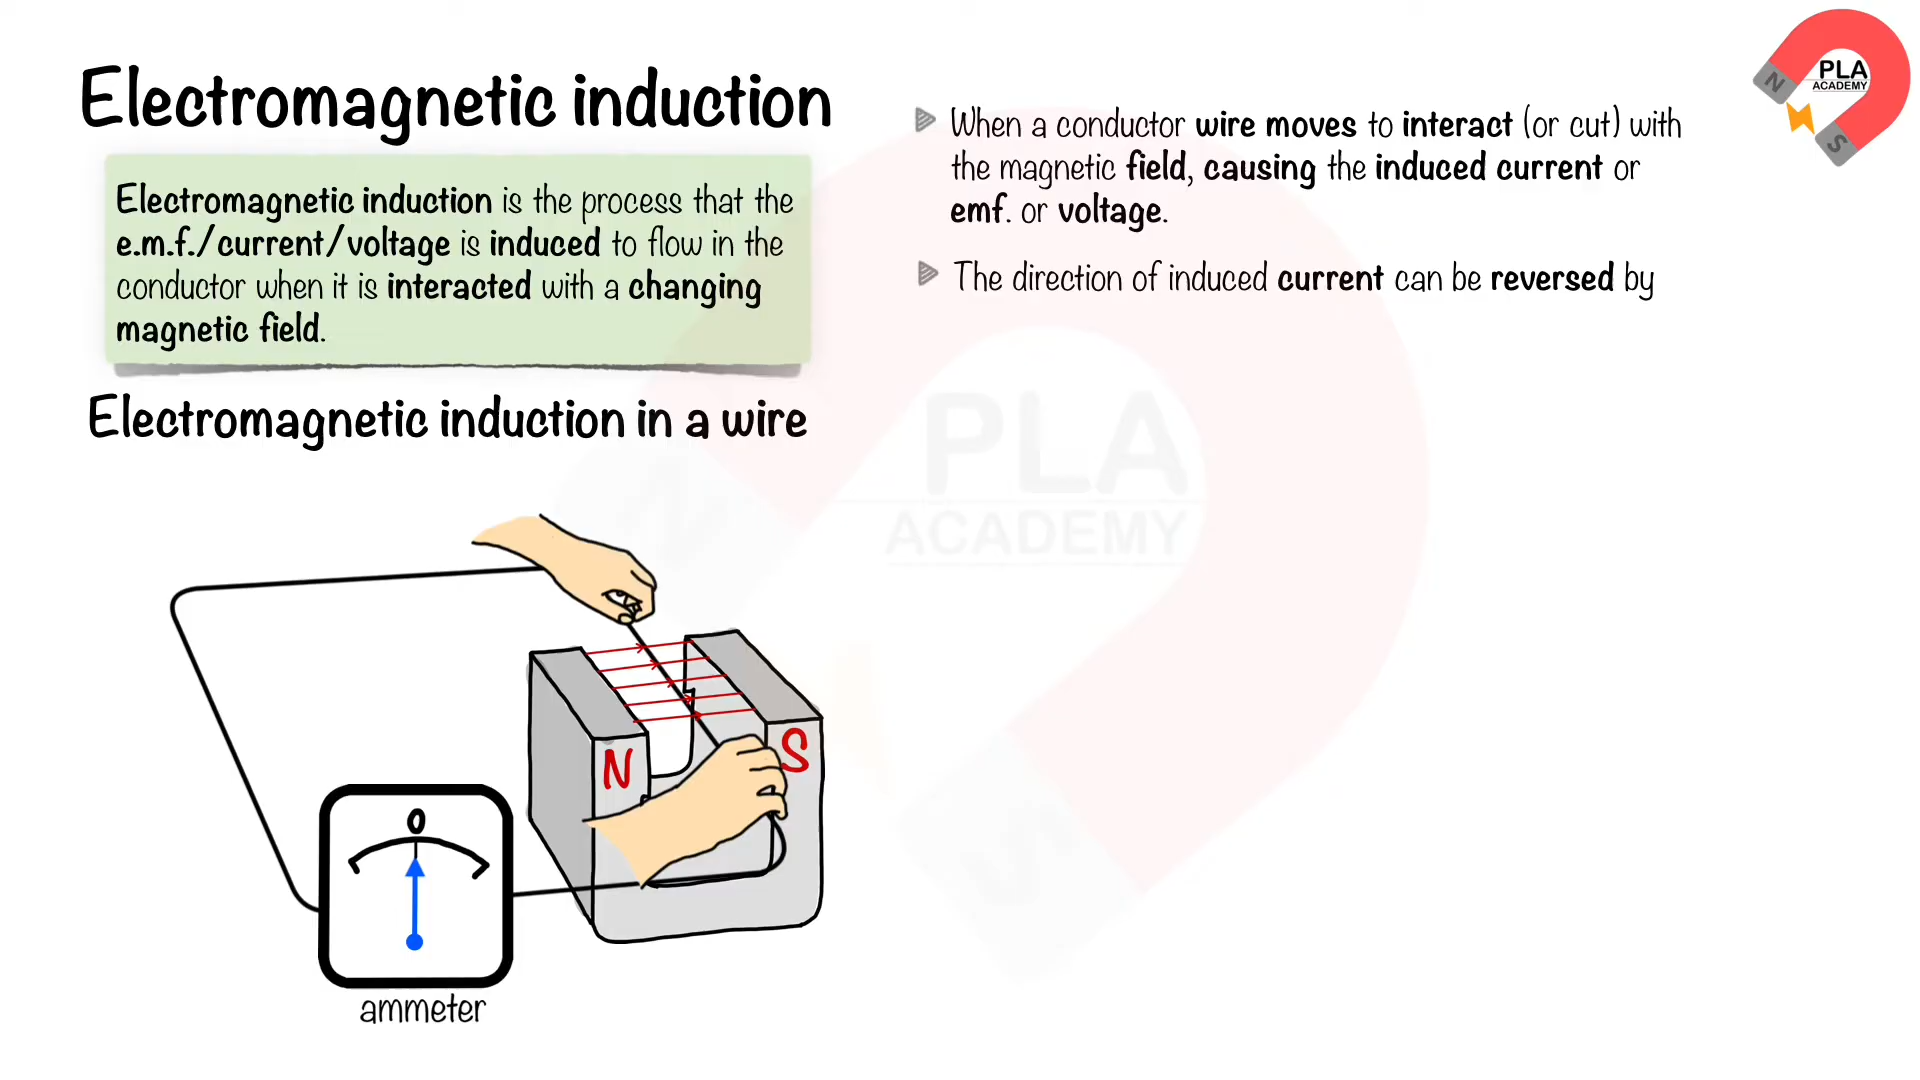 Electromagnetic induction
Electromagnetic induction is the process that the
e.m.f./current/voltage is induced to flow in the
conductor when it is interacted with a changing
magnetic field.
Electromagnetic induction in a wire
N
S
0
ammeter
When a conductor wire moves to interact (or cut) with
the magnetic field, causing the induced current or
emf. or voltage.
The direction of induced current can be reversed by
PLA
ACADEMY
N
S
PLA
ACADEMY
N
S